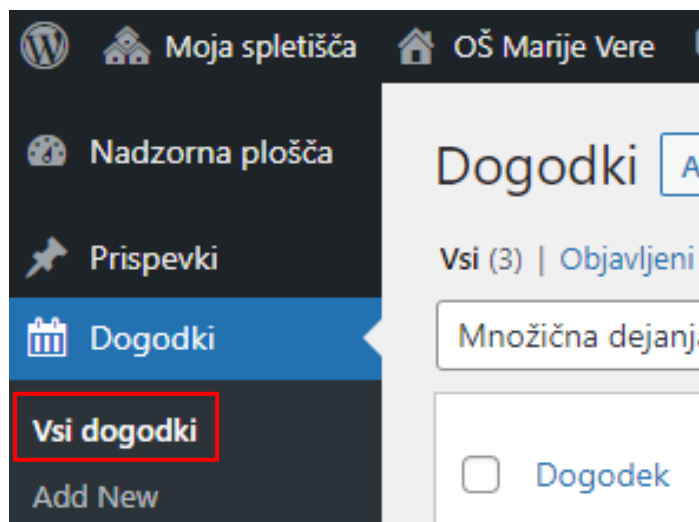 Moja spletišča OŠ Marije Vere
Nadzorna plošča
Prispevki
Dogodki
Vsi dogodki
Add New
Dogodki
Vsi (3) | Objavljeni
Množična dejanja
Dogodek